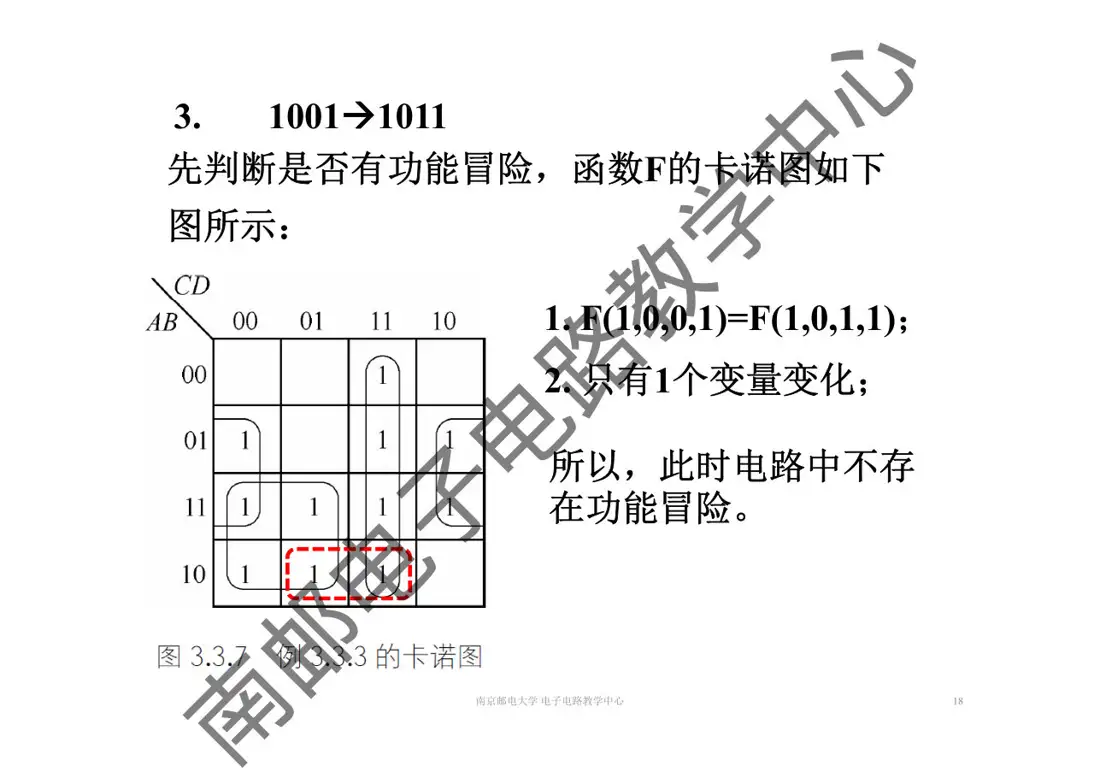 3. 1001→1011
先判断是否有功能冒险，函数F的卡诺图如下
图所示：
CD
AB 00 01 11 10
00 1
01 1 1 1
11 1 1 1 1
10 1 1 1
1. F(1,0,0,1)=F(1,0,1,1)；
2. 只有1个变量变化；
所以，此时电路中不存
在功能冒险。
图 3.3.7 例 3.3.3 的卡诺图
南京邮电大学 电子电路教学中心
18
南邮电子电路教学中心